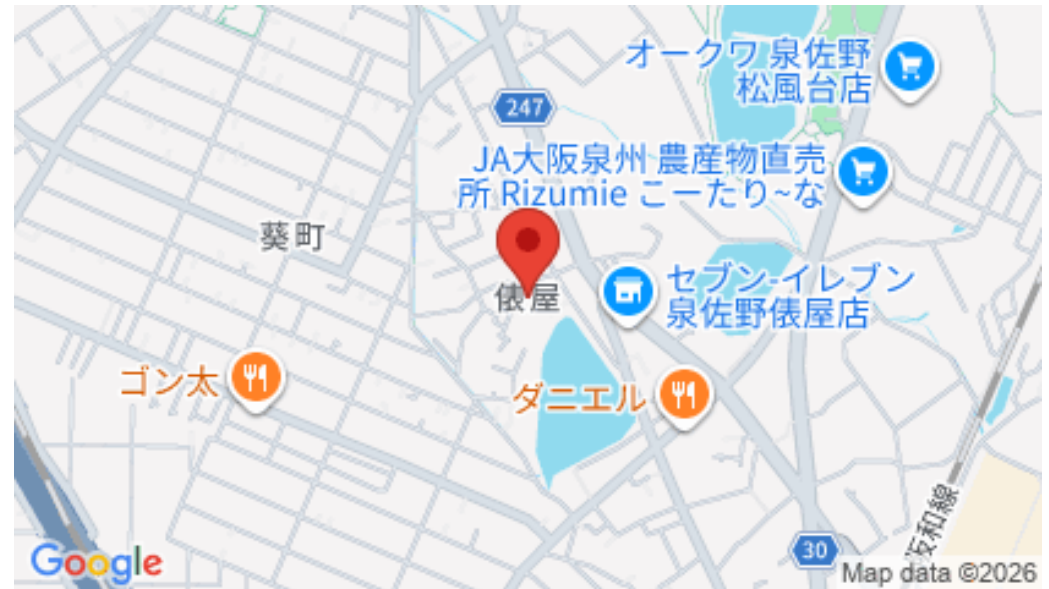 オークワ 泉佐野
松風台店
247
JA大阪泉州 農産物直売
所 Rizumie こーたり~な
葵町
俵屋
セブン-イレブン
泉佐野俵屋店
ゴン太
ダニエル
阪和線
30
Google
Map data ©2026